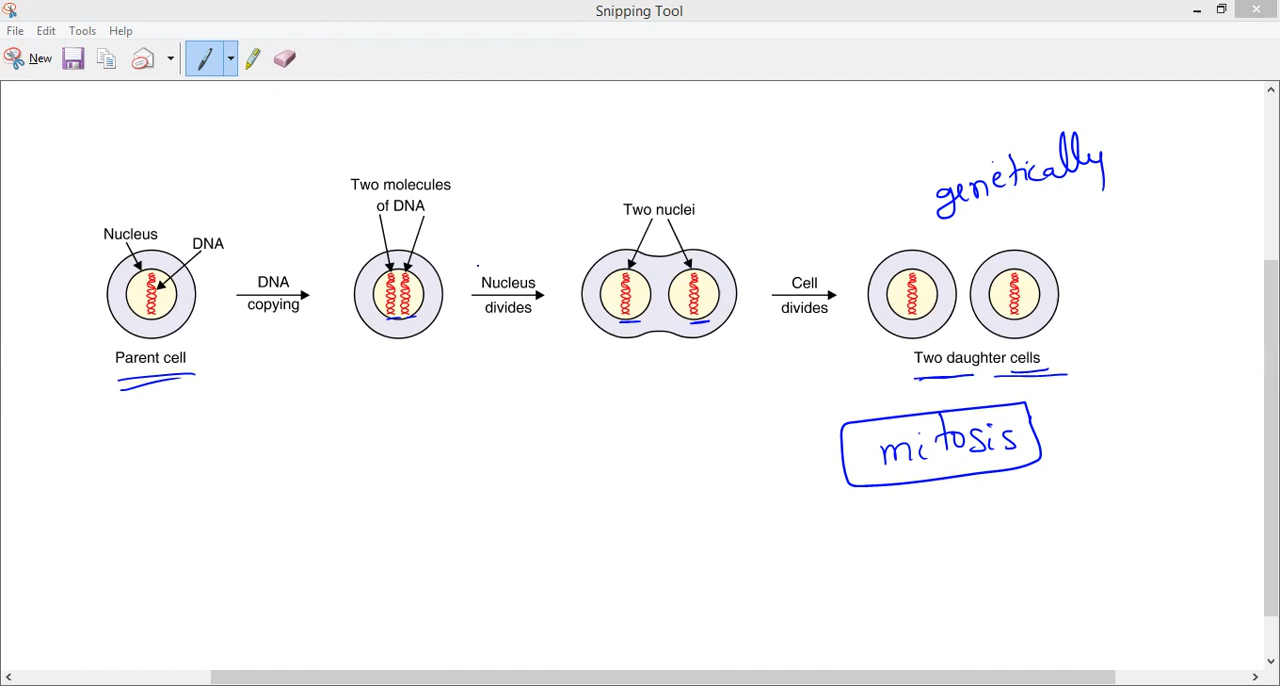 Snipping Tool
File Edit Tools Help
New
genetically
Two molecules
of DNA
Two nuclei
Nucleus
DNA
DNA
copying
Nucleus
divides
Cell
divides
Parent cell
Two daughter cells
mitosis